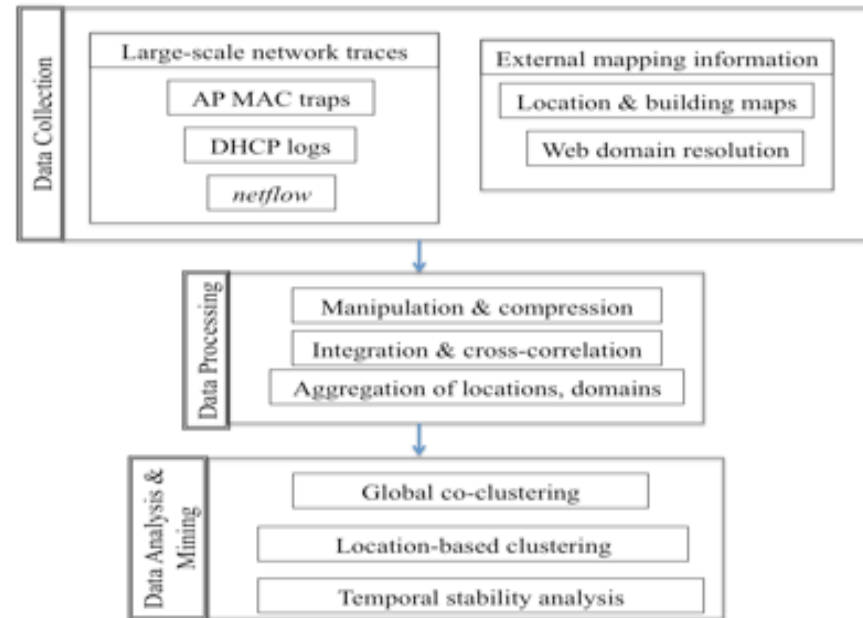 Data Collection
Large-scale network traces
AP MAC traps
DHCP logs
netflow
External mapping information
Location & building maps
Web domain resolution
Data Processing
Manipulation & compression
Integration & cross-correlation
Aggregation of locations, domains
Data Analysis &
Mining
Global co-clustering
Location-based clustering
Temporal stability analysis